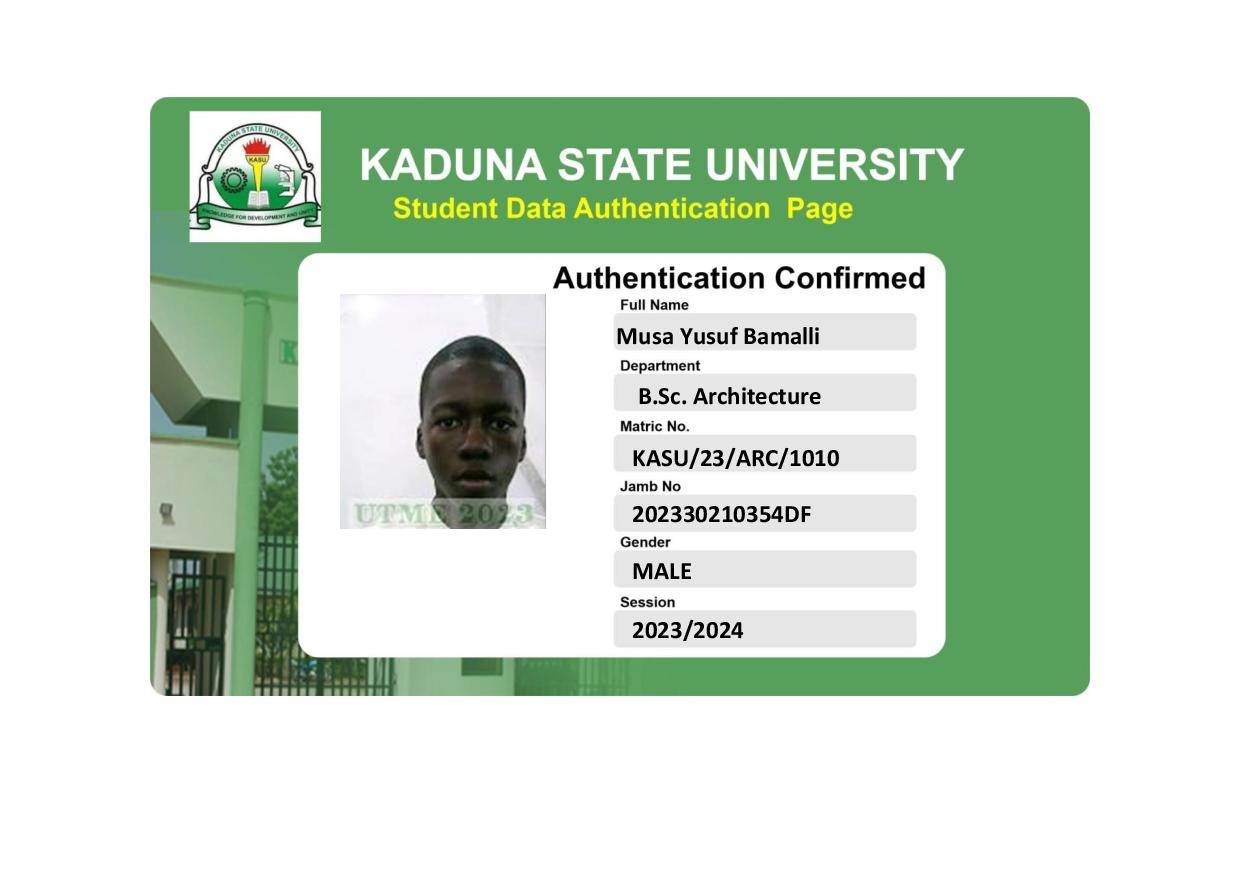 KADUNA STATE UNIVERSITY
KASU
KNOWLEDGE FOR DEVELOPMENT AND UNITY
KADUNA STATE UNIVERSITY
Student Data Authentication Page
Authentication Confirmed
Full Name
Musa Yusuf Bamalli
Department
B.Sc. Architecture
Matric No.
KASU/23/ARC/1010
Jamb No
202330210354DF
Gender
MALE
Session
2023/2024
UTME 2023
K